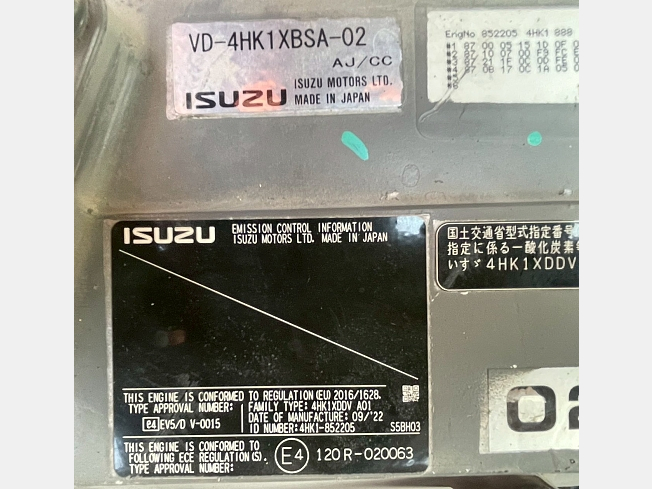 VD-4HK1XBSA-02
AJ/CC
ISUZU ISUZU MOTORS LTD.
MADE IN JAPAN
EngNo 852205 4HK1 888
ISUZU EMISSION CONTROL INFORMATION
ISUZU MOTORS LTD. MADE IN JAPAN
国土交通省型式指定番号
指定に係る一酸化炭素等
いすゞ4HK1XDDV
THIS ENGINE IS CONFORMED TO REGULATION (EU) 2016/1628.
TYPE APPROVAL NUMBER: FAMILY TYPE: 4HK1XDDV A01
DATE OF MANUFACTURE: 09/'22
e4 EV5/D V-0015 ID NUMBER: 4HK1-852205 S5BH03
THIS ENGINE IS CONFORMED TO
FOLLOWING ECE REGULATION(S).
TYPE APPROVAL NUMBER: E4 120R-020063
02